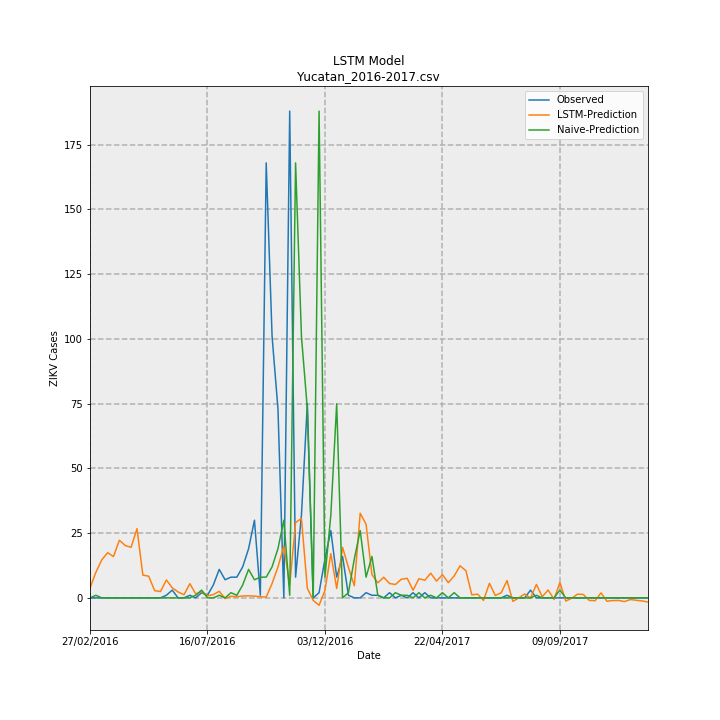 LSTM Model
Yucatan_2016-2017.csv
Observed
LSTM-Prediction
Naive-Prediction
175
150
125
100
75
50
25
0
ZIKV Cases
27/02/2016
16/07/2016
03/12/2016
22/04/2017
09/09/2017
Date